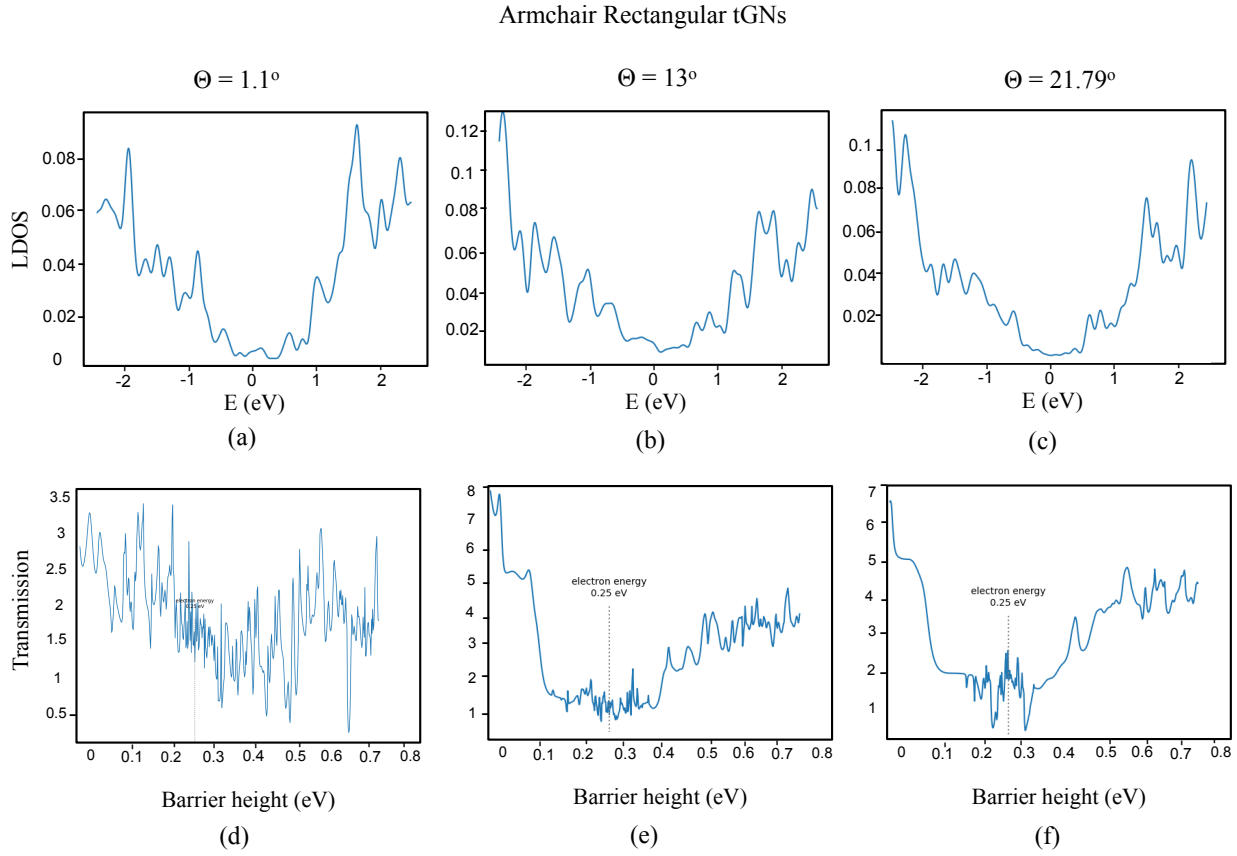 Armchair Rectangular tGNs
Θ = 1.1º
Θ = 13º
Θ = 21.79º
LDOS
0.08
0.06
0.04
0.02
0
-2
-1
0
1
2
E (eV)
(a)
0.12
0.1
0.08
0.06
0.04
0.02
-2
-1
0
1
2
E (eV)
(b)
0.1
0.08
0.06
0.04
0.02
-2
-1
0
1
2
E (eV)
(c)
Transmission
3.5
3
2.5
2
1.5
1
0.5
electron energy
0.25 eV
0 0.1 0.2 0.3 0.4 0.5 0.6 0.7 0.8
Barrier height (eV)
(d)
8
7
6
5
4
3
2
1
electron energy
0.25 eV
0 0.1 0.2 0.3 0.4 0.5 0.6 0.7 0.8
Barrier height (eV)
(e)
7
6
5
4
3
2
1
electron energy
0.25 eV
0 0.1 0.2 0.3 0.4 0.5 0.6 0.7 0.8
Barrier height (eV)
(f)